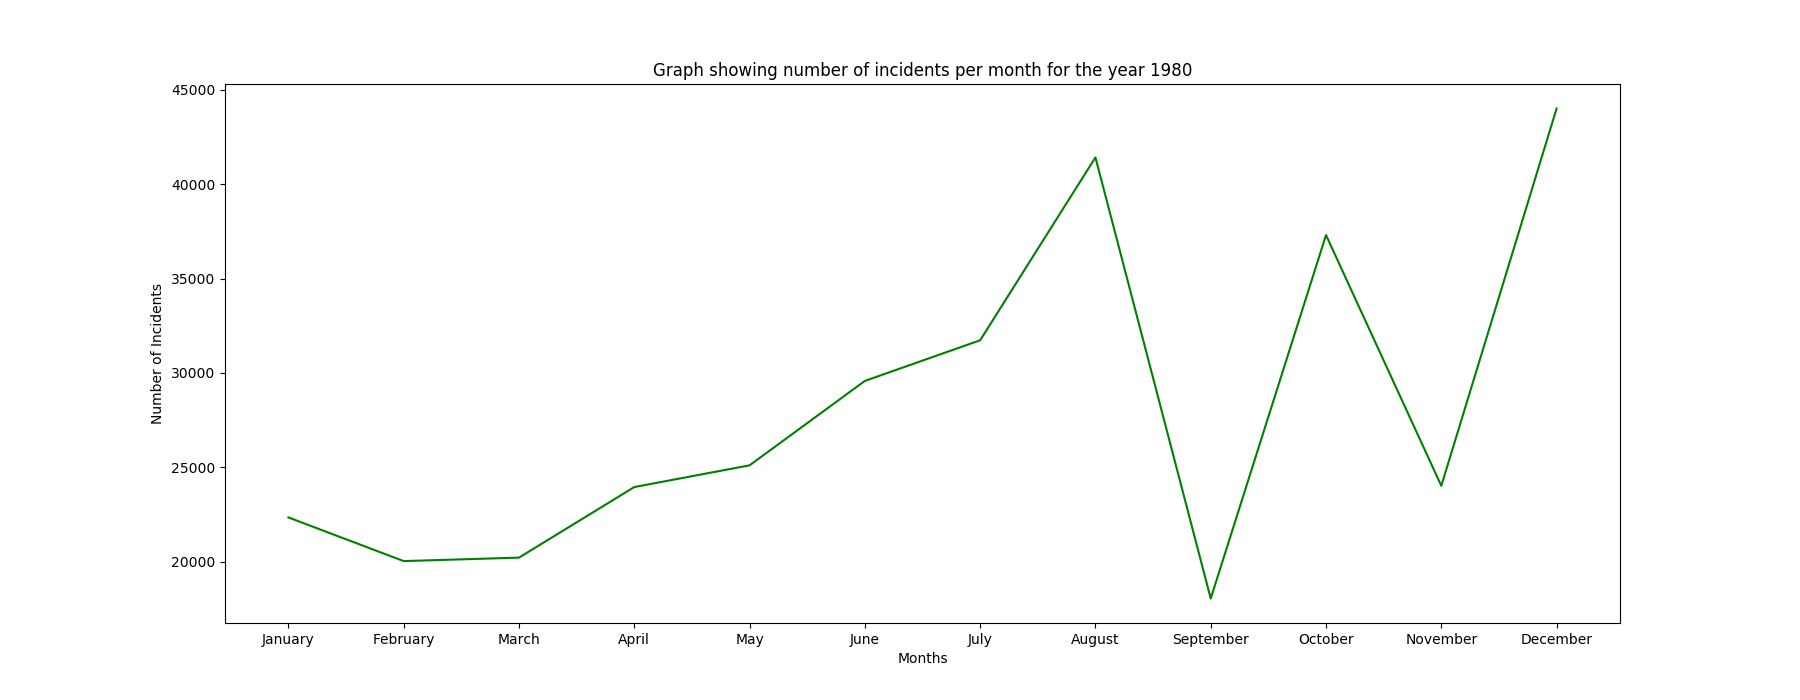 Graph showing number of incidents per month for the year 1980
45000
40000
35000
30000
25000
20000
Number of Incidents
January February March April May June July August September October November December
Months